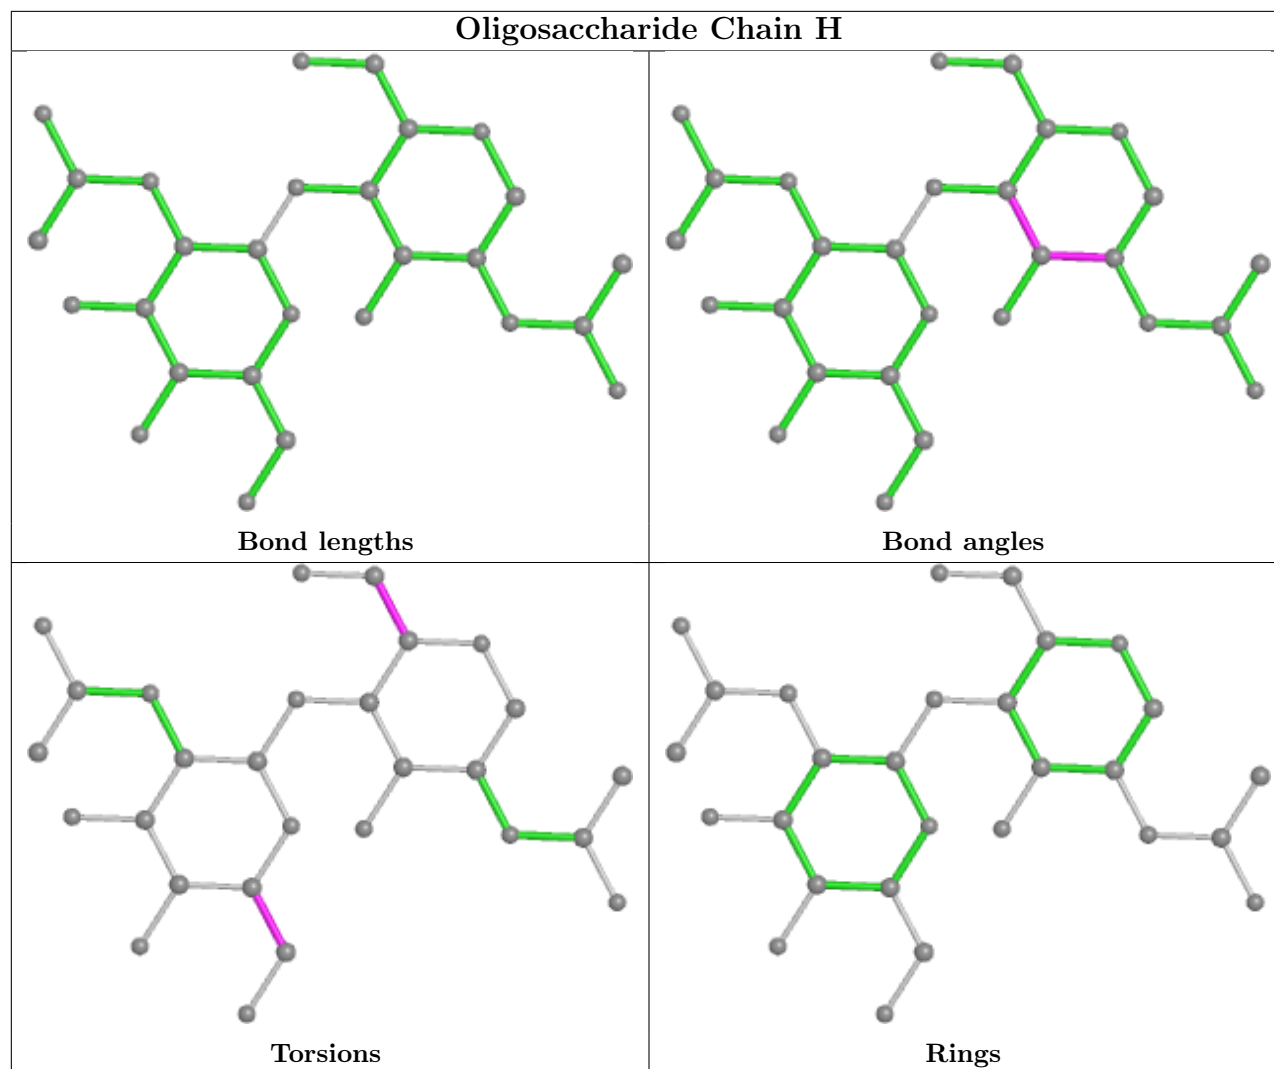 Oligosaccharide Chain H
Bond lengths
Bond angles
Torsions
Rings